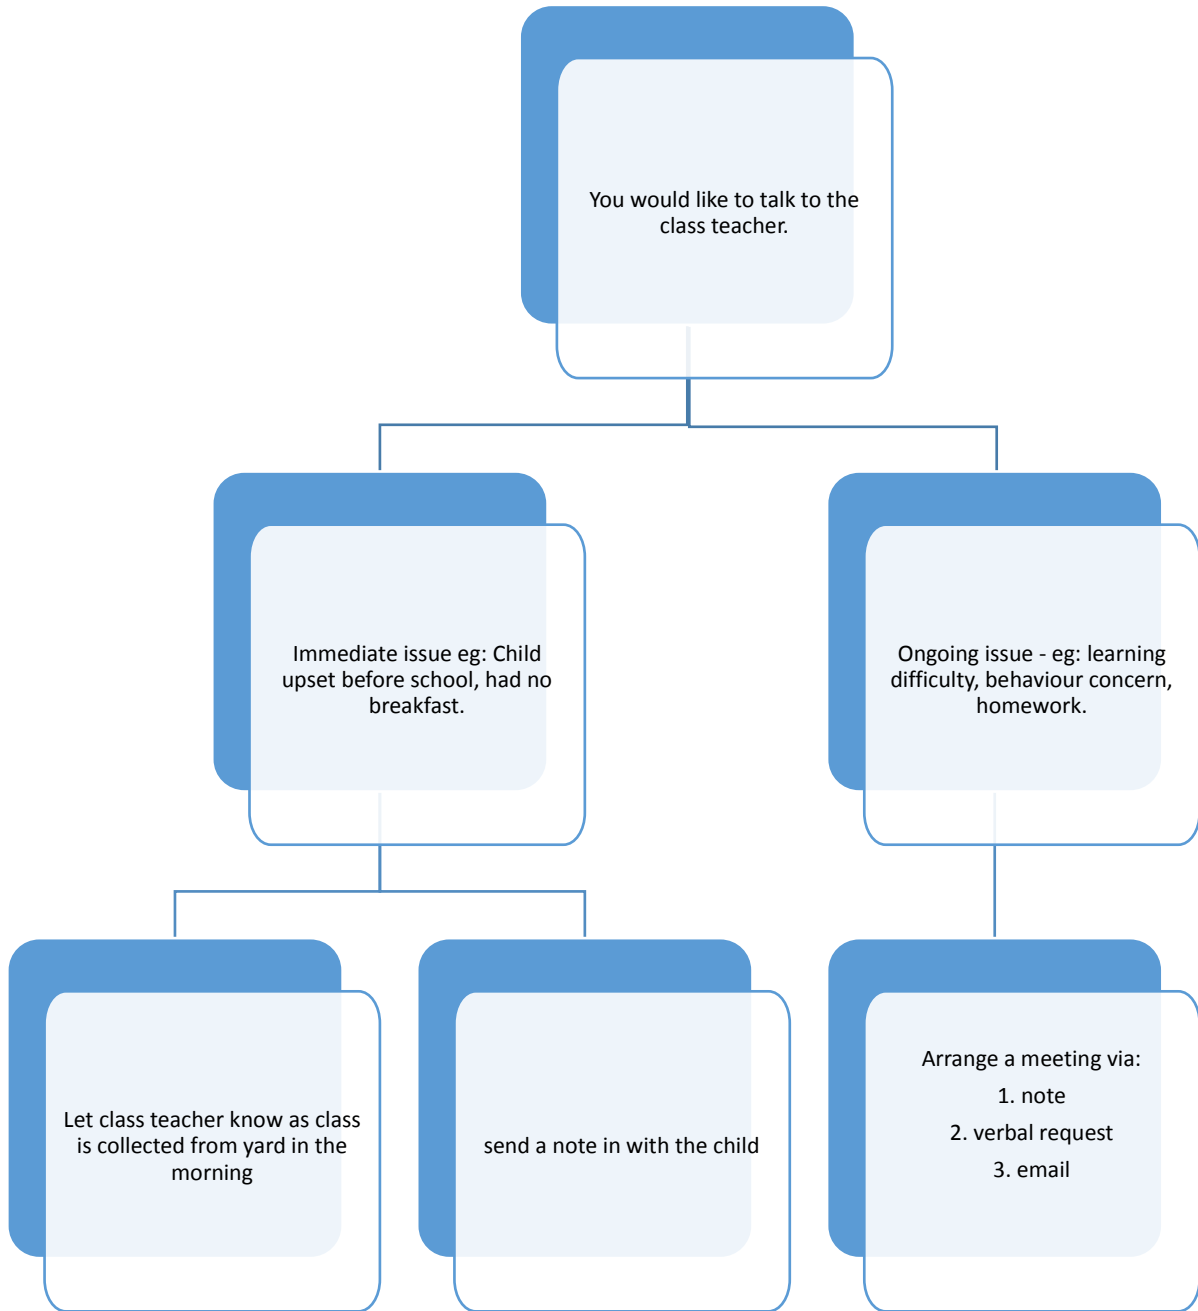 You would like to talk to the
class teacher.
Immediate issue eg: Child
upset before school, had no
breakfast.
Ongoing issue - eg: learning
difficulty, behaviour concern,
homework.
Let class teacher know as class
is collected from yard in the
morning
send a note in with the child
Arrange a meeting via:
1. note
2. verbal request
3. email